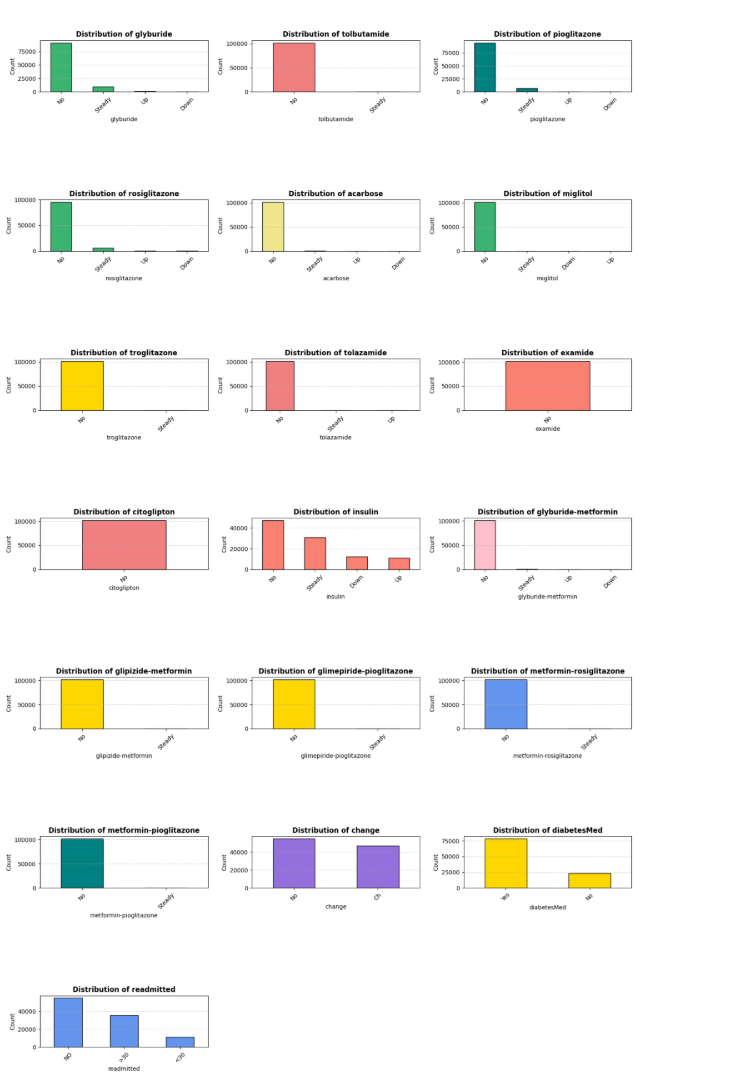 Distribution of glyburide
Count
75000
50000
25000
0
No
Steady
Up
Down
glyburide
Distribution of tolbutamide
100000
50000
0
No
Steady
tolbutamide
Distribution of pioglitazone
Count
75000
50000
25000
0
No
Steady
Up
Down
pioglitazone
Distribution of rosiglitazone
Count
100000
50000
0
No
Steady
Up
Down
rosiglitazone
Distribution of acarbose
Count
100000
50000
0
No
Steady
Up
Down
acarbose
Distribution of miglitol
Count
100000
50000
0
No
Steady
Down
Up
miglitol
Distribution of troglitazone
Count
100000
50000
0
No
Steady
troglitazone
Distribution of tolazamide
Count
100000
50000
0
No
Steady
Up
tolazamide
Distribution of examide
Count
100000
50000
0
No
examide
Distribution of citoglipton
Count
100000
50000
0
No
citoglipton
Distribution of insulin
Count
40000
20000
0
No
Steady
Down
Up
insulin
Distribution of glyburide-metformin
Count
100000
50000
0
No
Steady
Up
Down
glyburide-metformin
Distribution of glipizide-metformin
Count
100000
50000
0
No
Steady
glipizide-metformin
Distribution of glimepiride-pioglitazone
Count
100000
50000
0
No
Steady
glimepiride-pioglitazone
Distribution of metformin-rosiglitazone
Count
100000
50000
0
No
Steady
metformin-rosiglitazone
Distribution of metformin-pioglitazone
Count
100000
50000
0
No
Steady
metformin-pioglitazone
Distribution of change
Count
40000
20000
0
No
Ch
change
Distribution of diabetesMed
Count
75000
50000
25000
0
Yes
No
diabetesMed
Distribution of readmitted
Count
40000
20000
0
NO
>30
<30
readmitted